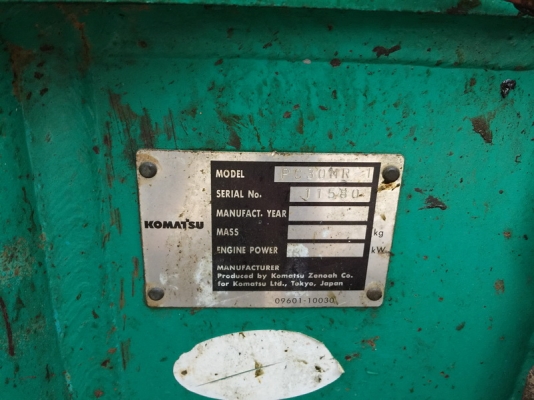 KOMATSU
MODEL
SERIAL No. 11580
MANUFACT. YEAR
MASS kg
ENGINE POWER kW
MANUFACTURER
Produced by Komatsu Zenoah Co.
for Komatsu Ltd., Tokyo, Japan
09601-10030